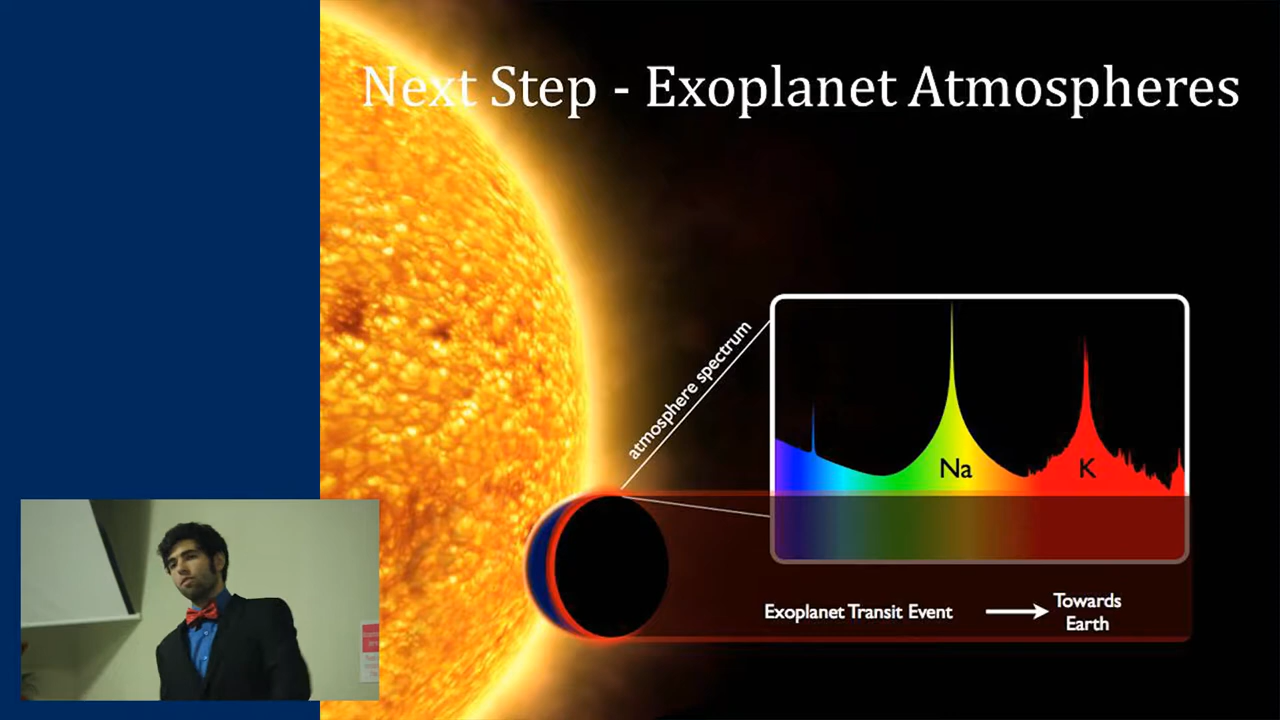 Next Step - Exoplanet Atmospheres
atmosphere spectrum
Na
K
Exoplanet Transit Event
Towards
Earth